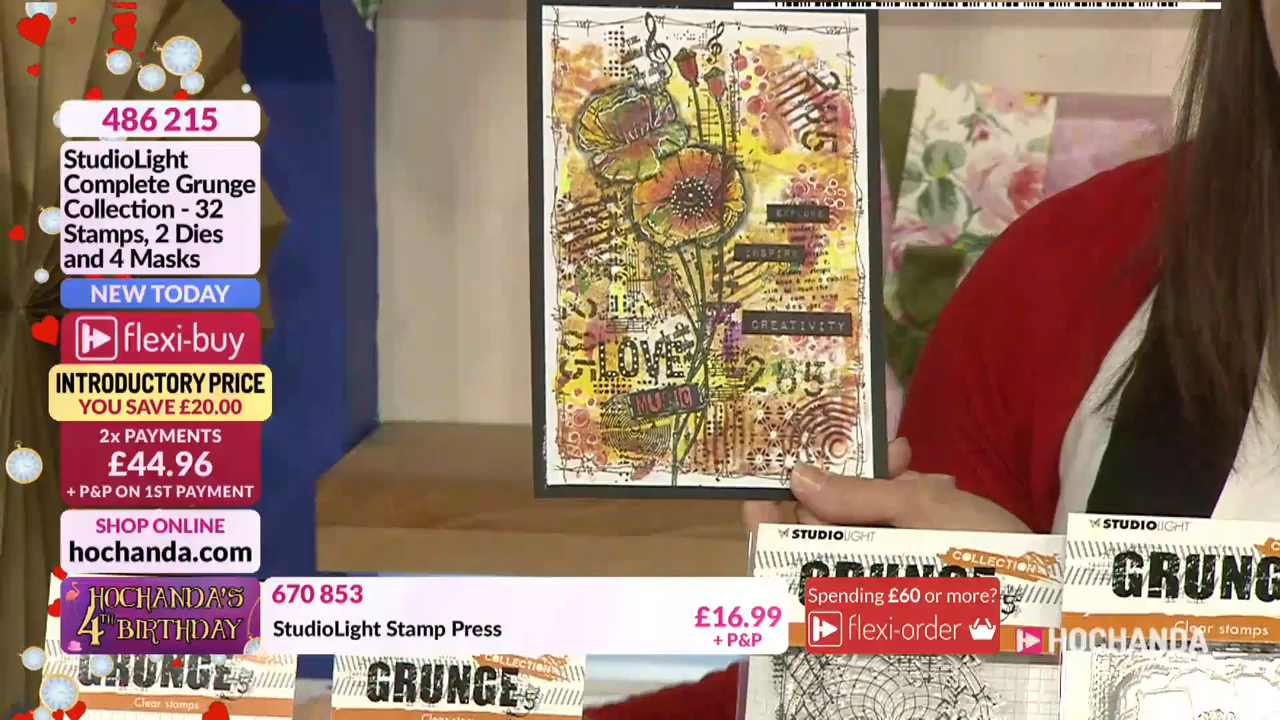 486 215
StudioLight
Complete Grunge
Collection - 32
Stamps, 2 Dies
and 4 Masks
NEW TODAY
flexi-buy
INTRODUCTORY PRICE
YOU SAVE £20.00
2x PAYMENTS
£44.96
+ P&P ON 1ST PAYMENT
SHOP ONLINE
hochanda.com
HOCHANDA'S
4TH BIRTHDAY
670 853
StudioLight Stamp Press
£16.99
+ P&P
Spending £60 or more?
flexi-order
HOCHANDA
EXPLORE
INSPIRE
CREATIVITY
LOVE
285
MUSIC
STUDIOLIGHT
COLLECTION
GRUNGE
STUDIOLIGHT
GRUNG
Clear stamps
GRUNGE
Clear stamps
COLLECTION
GRUNGE